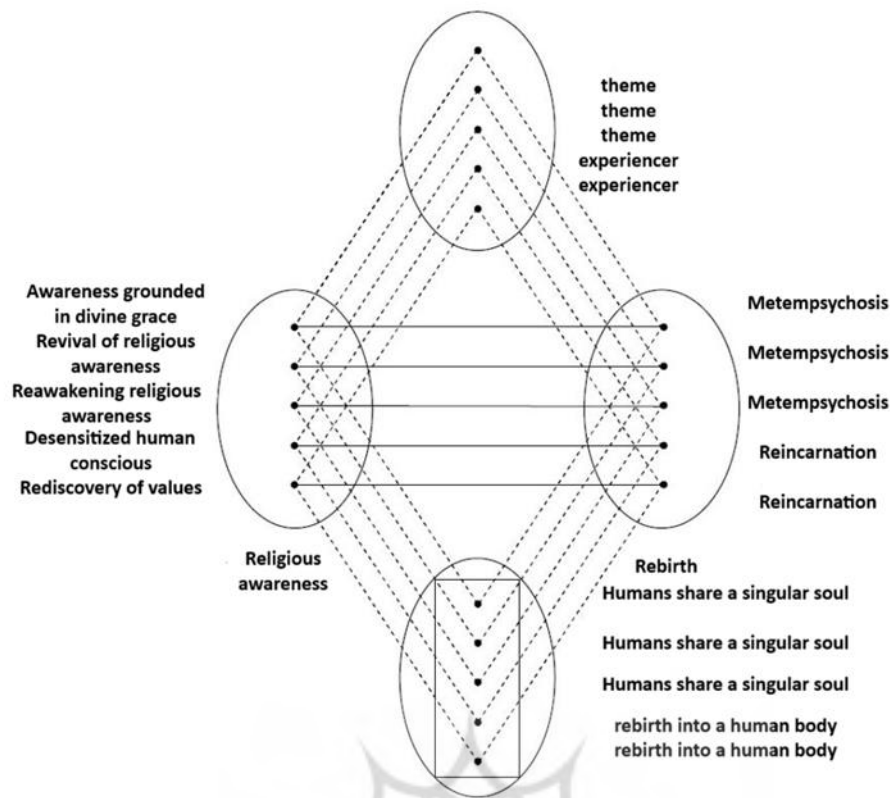 theme
theme
theme
experiencer
experiencer
Awareness grounded
in divine grace
Revival of religious
awareness
Reawakening religious
awareness
Desensitized human
conscious
Rediscovery of values
Religious
awareness
Metempsychosis
Metempsychosis
Metempsychosis
Reincarnation
Reincarnation
Rebirth
Humans share a singular soul
Humans share a singular soul
Humans share a singular soul
rebirth into a human body
rebirth into a human body